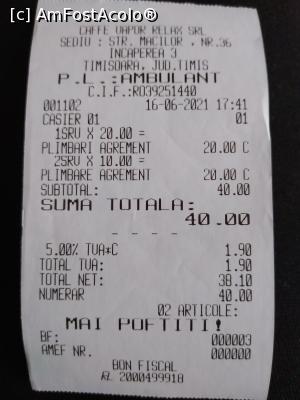 [c] AmFostAcolo
CAFFE VAPOR RELAX SRL
SEDIU : STR. MACILOR , NR.36
INCAPEREA 3
TIMISOARA, JUD.TIMIS
P.L.:AMBULANT
C.I.F.:RO39251440
001102 16-06-2021 17:41
CASIER 01 01
1SRV X 20.00 =
PLIMBARI AGREMENT 20.00 C
2SRV X 10.00 =
PLIMBARE AGREMENT 20.00 C
SUBTOTAL: 40.00
SUMA TOTALA:
40.00
- - - -
5.00% TVA*C 1.90
TOTAL TVA: 1.90
TOTAL NET: 38.10
NUMERAR 40.00
02 ARTICOLE:
MAI POFTITI!
BF: 000003
AMEF NR. 000000
BON FISCAL
RL 2000499918